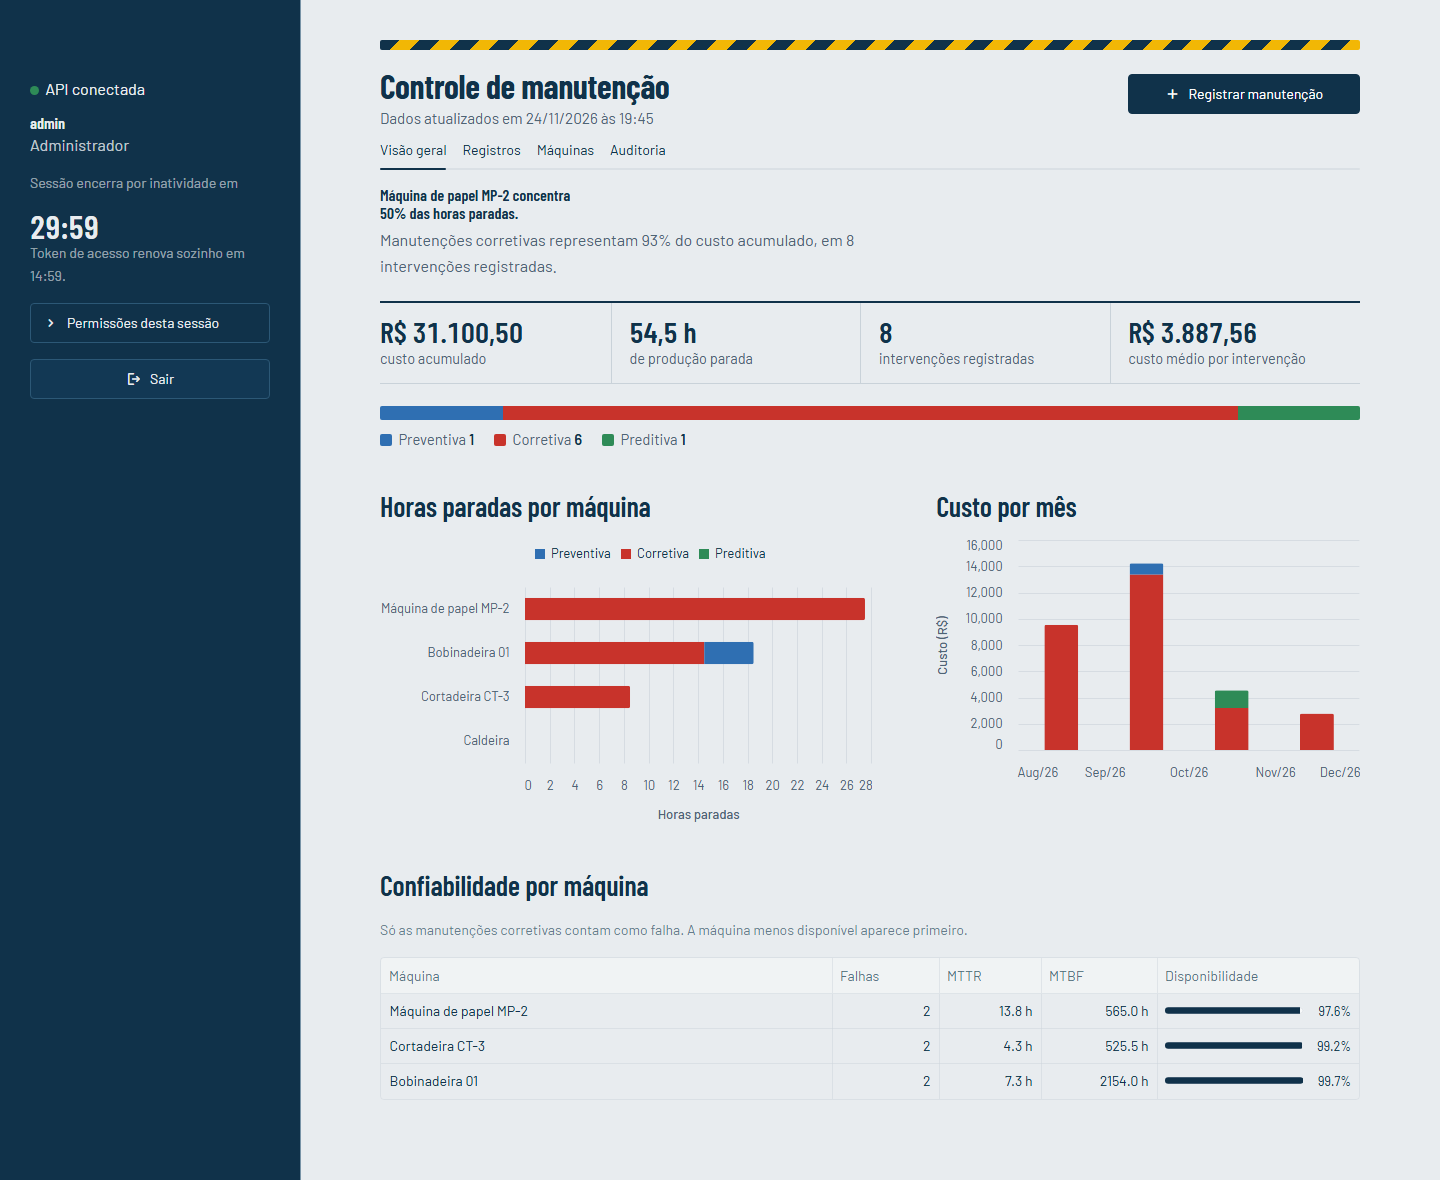 API conectada
admin
Administrador
Sessão encerra por inatividade em
29:59
Token de acesso renova sozinho em
14:59.
Permissões desta sessão
Sair
Controle de manutenção
Dados atualizados em 24/11/2026 às 19:45
Registrar manutenção
Visão geral Registros Máquinas Auditoria
Máquina de papel MP-2 concentra
50% das horas paradas.
Manutenções corretivas representam 93% do custo acumulado, em 8
intervenções registradas.
R$ 31.100,50 54,5 h 8 R$ 3.887,56
custo acumulado de produção parada intervenções registradas custo médio por intervenção
Preventiva 1 Corretiva 6 Preditiva 1
Horas paradas por máquina
Preventiva Corretiva Preditiva
Máquina de papel MP-2
Bobinadeira 01
Cortadeira CT-3
Caldeira
0 2 4 6 8 10 12 14 16 18 20 22 24 26 28
Horas paradas
Custo por mês
16,000
14,000
12,000
10,000
8,000
6,000
4,000
2,000
0
Custo (R$)
Aug/26 Sep/26 Oct/26 Nov/26 Dec/26
Confiabilidade por máquina
Só as manutenções corretivas contam como falha. A máquina menos disponível aparece primeiro.
Máquina Falhas MTTR MTBF Disponibilidade
Máquina de papel MP-2 2 13.8 h 565.0 h 97.6%
Cortadeira CT-3 2 4.3 h 525.5 h 99.2%
Bobinadeira 01 2 7.3 h 2154.0 h 99.7%